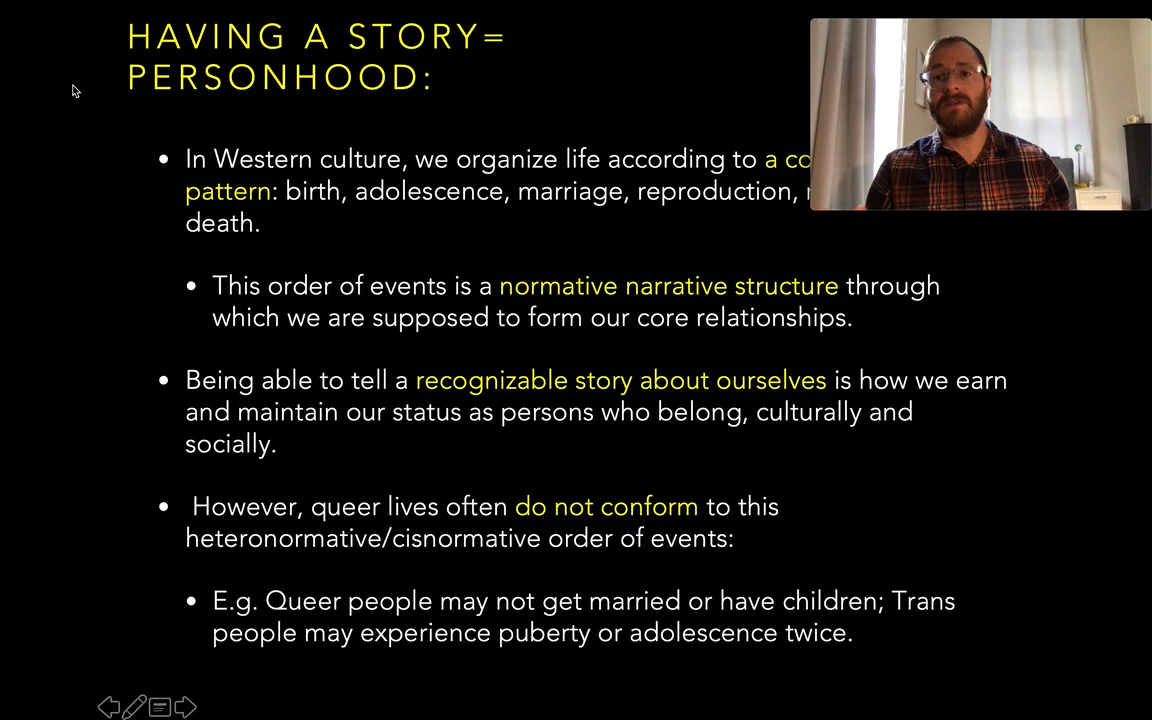 HAVING A STORY=
PERSONHOOD:
• In Western culture, we organize life according to a
pattern: birth, adolescence, marriage, reproduction,
death.
• This order of events is a normative narrative structure through
which we are supposed to form our core relationships.
• Being able to tell a recognizable story about ourselves is how we earn
and maintain our status as persons who belong, culturally and
socially.
• However, queer lives often do not conform to this
heteronormative/cisnormative order of events:
• E.g. Queer people may not get married or have children; Trans
people may experience puberty or adolescence twice.